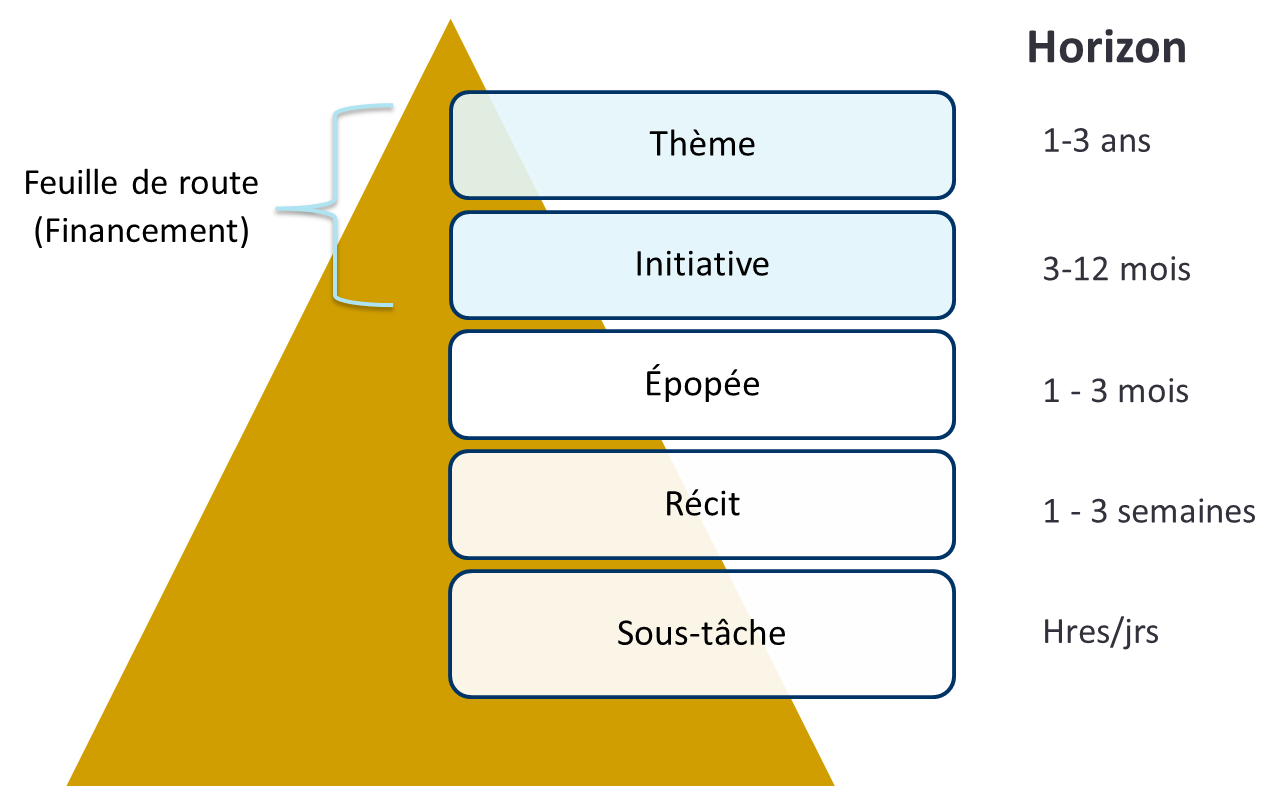 Horizon
Thème
1-3 ans
Feuille de route
(Financement)
Initiative
3-12 mois
Épopée
1 - 3 mois
Récit
1 - 3 semaines
Sous-tâche
Hres/jrs